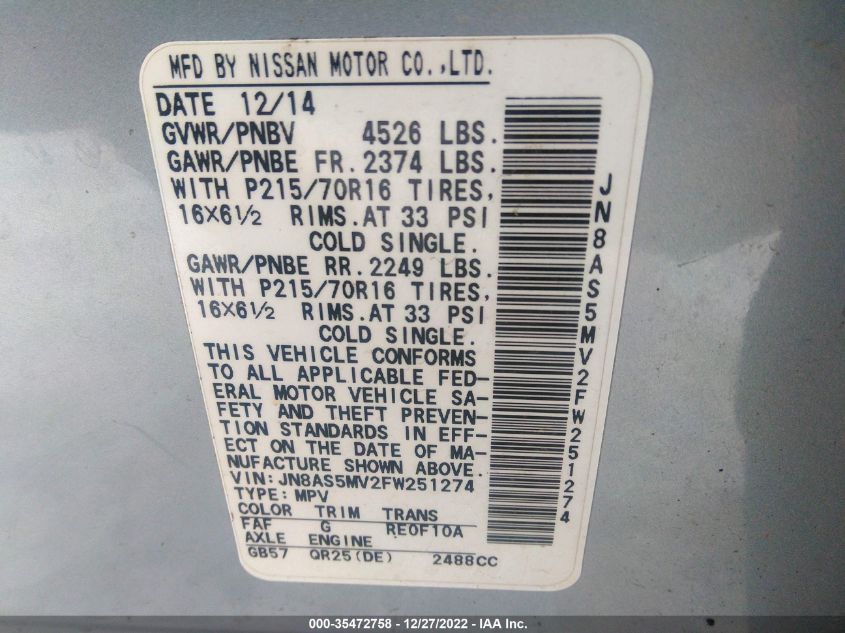 MFD BY NISSAN MOTOR CO.,LTD.
DATE 12/14
GVWR/PNBV 4526 LBS.
GAWR/PNBE FR.2374 LBS.
WITH P215/70R16 TIRES,
16X6½ RIMS.AT 33 PSI
COLD SINGLE.
GAWR/PNBE RR.2249 LBS.
WITH P215/70R16 TIRES,
16X6½ RIMS.AT 33 PSI
COLD SINGLE.
THIS VEHICLE CONFORMS
TO ALL APPLICABLE FED-
ERAL MOTOR VEHICLE SA-
FETY AND THEFT PREVEN-
TION STANDARDS IN EFF-
ECT ON THE DATE OF MA-
NUFACTURE SHOWN ABOVE.
VIN:JN8AS5MV2FW251274
TYPE:MPV
COLOR TRIM TRANS
FAF G RE0F10A
AXLE ENGINE
GB57 QR25(DE) 2488CC
JN8AS5MV2FW251274
000-35472758 - 12/27/2022 - IAA Inc.